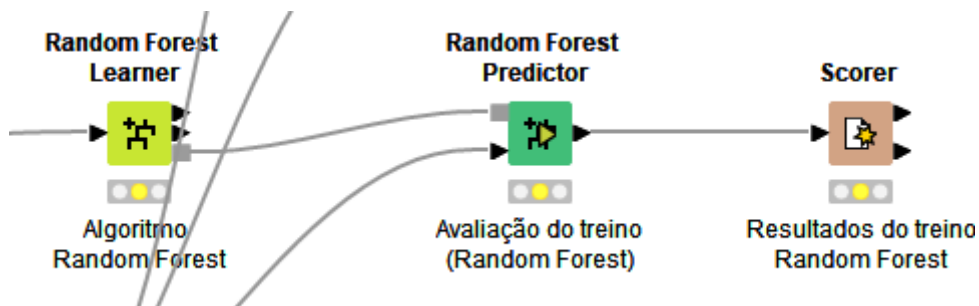 Random Forest
Learner
Algoritmo
Random Forest
Random Forest
Predictor
Avaliação do treino
(Random Forest)
Scorer
Resultados do treino
Random Forest